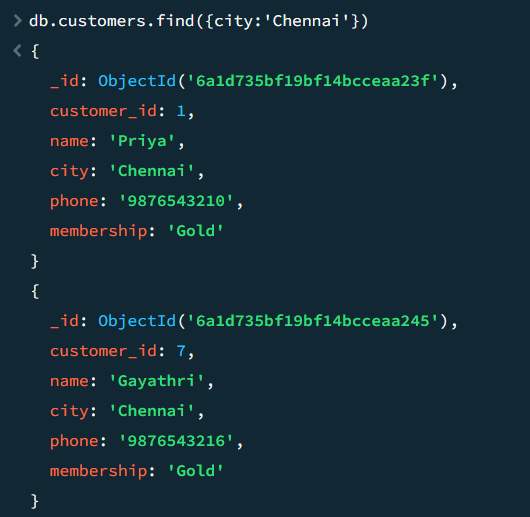 db.customers.find({city:'Chennai'})
{
_id: ObjectId('6a1d735bf19bf14bcceaa23f'),
customer_id: 1,
name: 'Priya',
city: 'Chennai',
phone: '9876543210',
membership: 'Gold'
}
{
_id: ObjectId('6a1d735bf19bf14bcceaa245'),
customer_id: 7,
name: 'Gayathri',
city: 'Chennai',
phone: '9876543216',
membership: 'Gold'
}